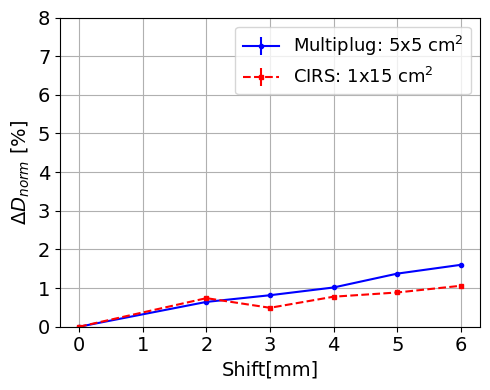 Multiplug: 5x5 cm²
CIRS: 1x15 cm²
ΔD_norm [%]
8
7
6
5
4
3
2
1
0
0 1 2 3 4 5 6
Shift[mm]